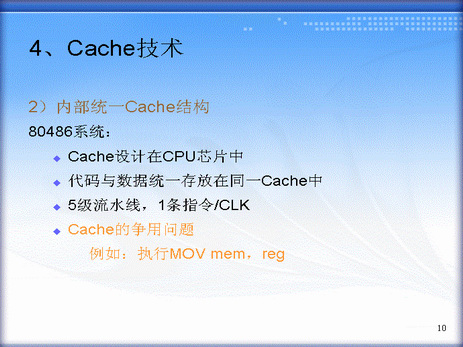 4、Cache技术
2）内部统一Cache结构
80486系统：
Cache设计在CPU芯片中
代码与数据统一存放在同一Cache中
5级流水线，1条指令/CLK
Cache的争用问题
例如：执行MOV mem，reg
10